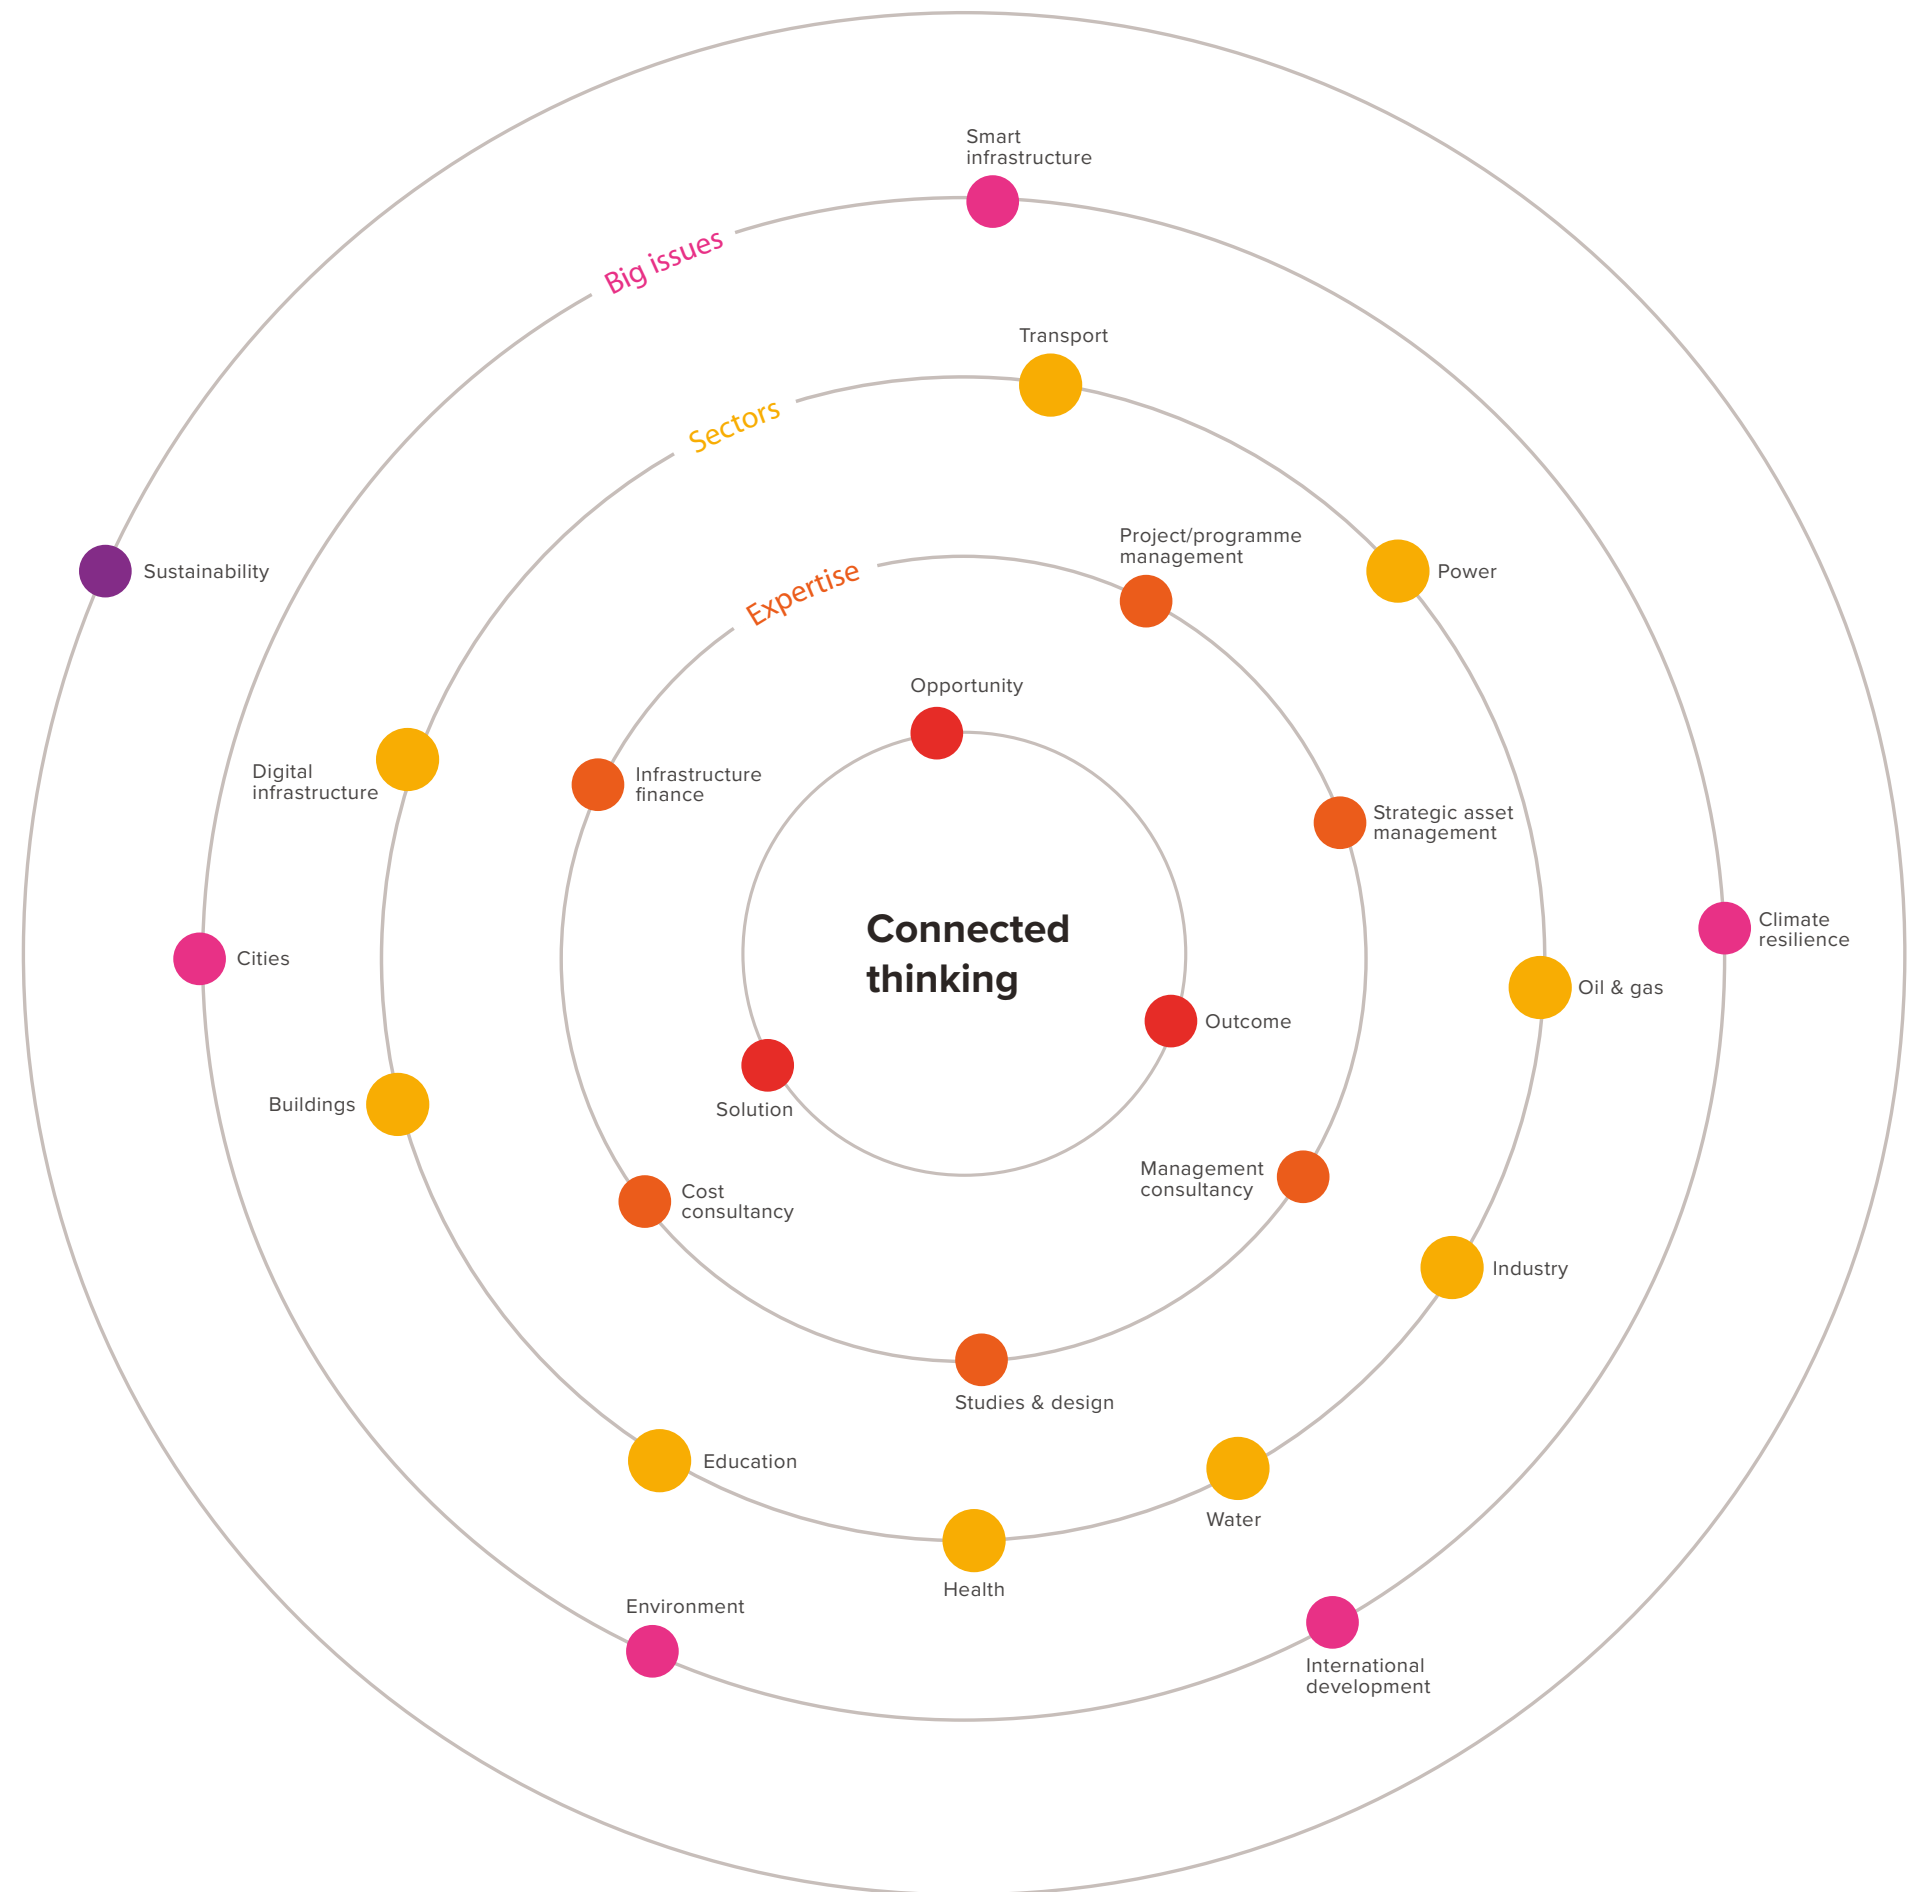 Smart
infrastructure
Big issues
Transport
Sectors
Project/programme
management
Power
Sustainability
Expertise
Opportunity
Digital
infrastructure
Infrastructure
finance
Strategic asset
management
Connected
thinking
Climate
resilience
Cities
Oil & gas
Outcome
Buildings
Solution
Management
consultancy
Cost
consultancy
Industry
Studies & design
Education
Water
Health
Environment
International
development